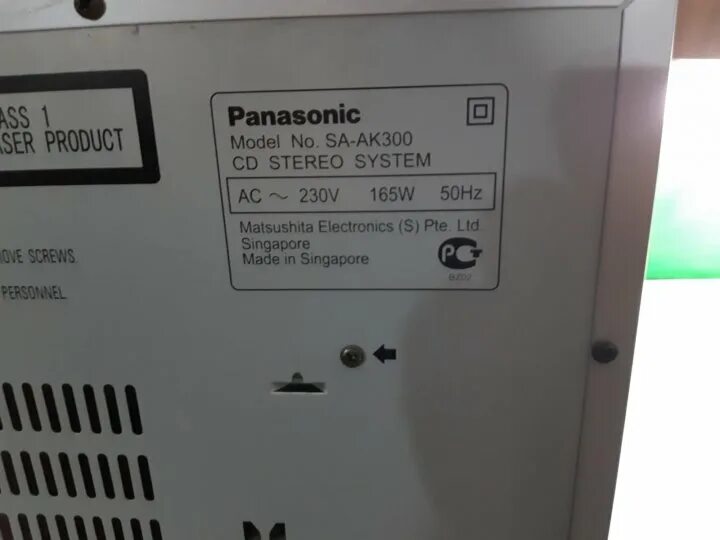 ASS 1
SER PRODUCT
OVE SCREWS
PERSONNEL
Panasonic
Model No. SA-AK300
CD STEREO SYSTEM
AC ~ 230V 165W 50Hz
Matsushita Electronics (S) Pte. Ltd.
Singapore
Made in Singapore